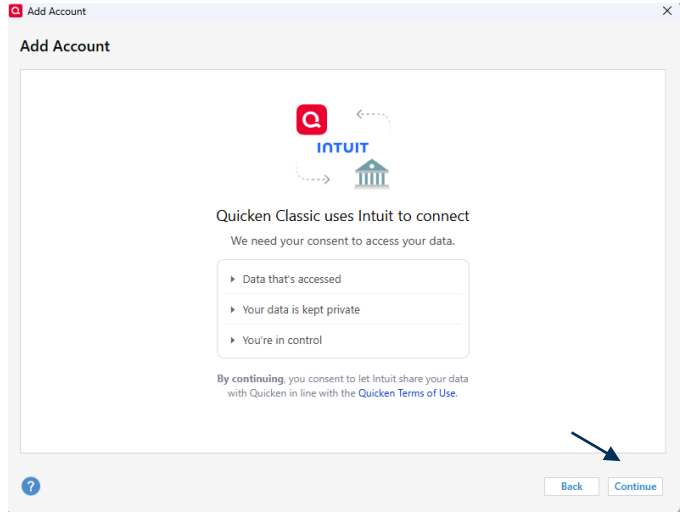 Add Account
Add Account
INTUIT
Quicken Classic uses Intuit to connect
We need your consent to access your data.
Data that's accessed
Your data is kept private
You're in control
By continuing, you consent to let Intuit share your data
with Quicken in line with the Quicken Terms of Use.
?
Back
Continue